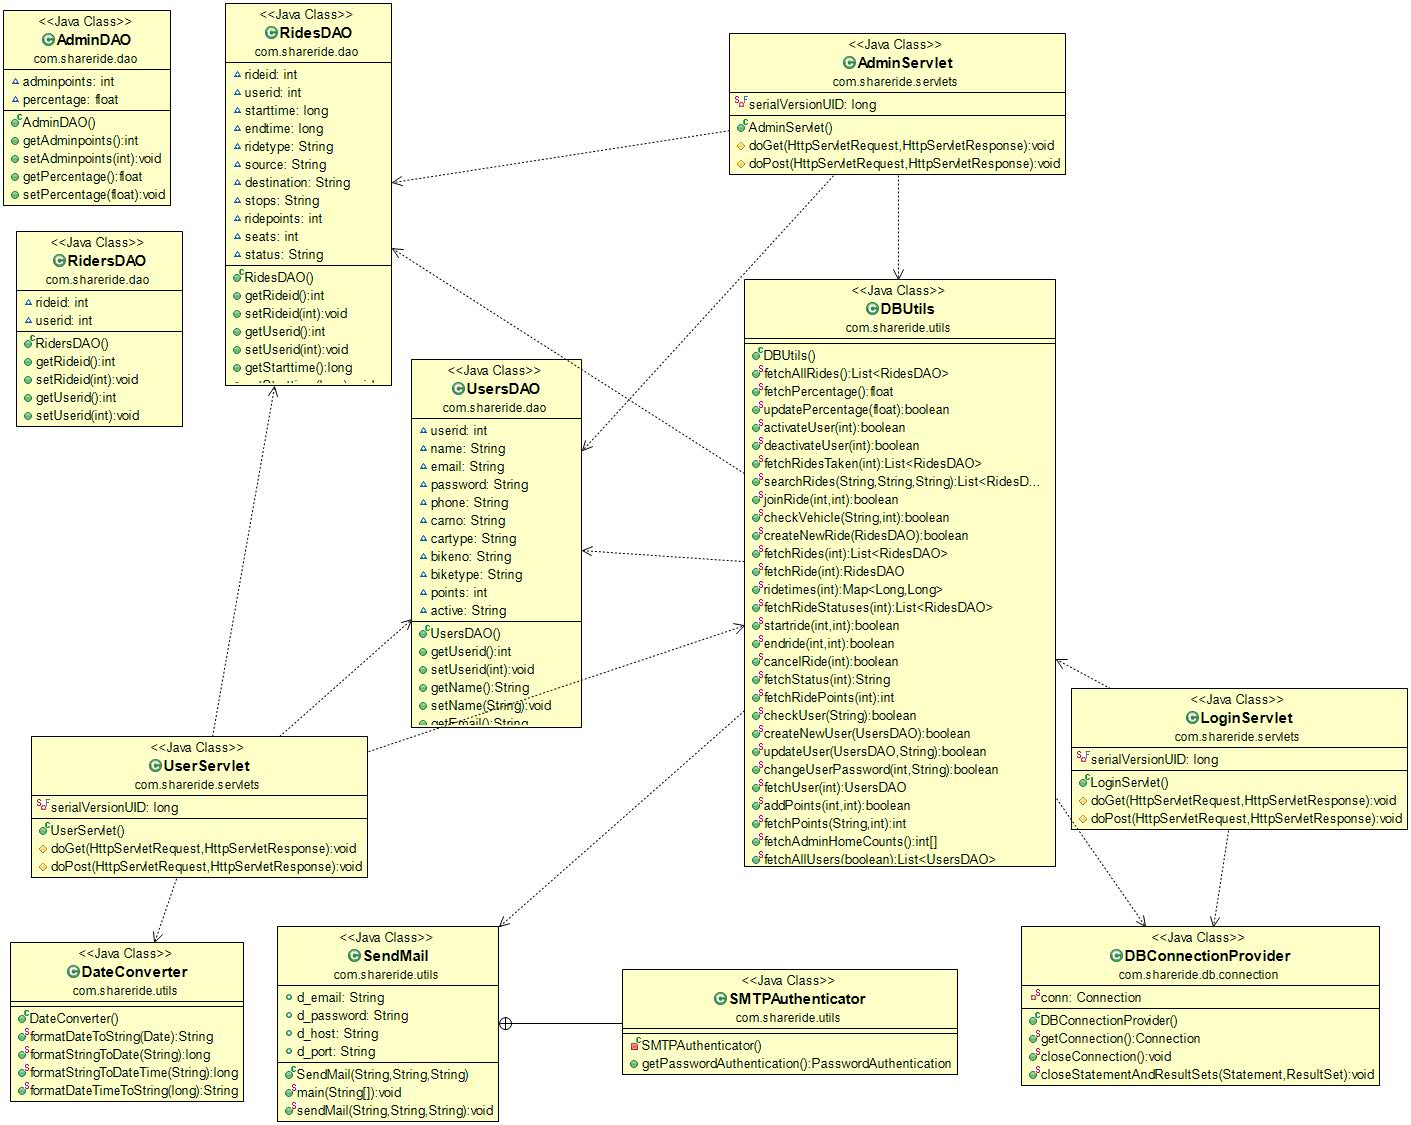 <<Java Class>>
AdminDAO
com.shareride.dao
adminpoints: int
percentage: float
AdminDAO()
getAdminpoints():int
setAdminpoints(int):void
getPercentage():float
setPercentage(float):void
<<Java Class>>
RidesDAO
com.shareride.dao
rideid: int
userid: int
starttime: long
endtime: long
ridetype: String
source: String
destination: String
stops: String
ridepoints: int
seats: int
status: String
RidesDAO()
getRideid():int
setRideid(int):void
getUserid():int
setUserid(int):void
getStarttime():long
<<Java Class>>
AdminServlet
com.shareride.servlets
serialVersionUID: long
AdminServlet()
doGet(HttpServletRequest,HttpServletResponse):void
doPost(HttpServletRequest,HttpServletResponse):void
<<Java Class>>
RidersDAO
com.shareride.dao
rideid: int
userid: int
RidersDAO()
getRideid():int
setRideid(int):void
getUserid():int
setUserid(int):void
<<Java Class>>
UsersDAO
com.shareride.dao
userid: int
name: String
email: String
password: String
phone: String
carno: String
cartype: String
bikeno: String
biketype: String
points: int
active: String
UsersDAO()
getUserid():int
setUserid(int):void
getName():String
setName(String):void
getEmail():String
<<Java Class>>
DBUtils
com.shareride.utils
DBUtils()
fetchAllRides():List<RidesDAO>
fetchPercentage():float
updatePercentage(float):boolean
activateUser(int):boolean
deactivateUser(int):boolean
fetchRidesTaken(int):List<RidesDAO>
searchRides(String,String,String):List<RidesD...
joinRide(int,int):boolean
checkVehicle(String,int):boolean
createNewRide(RidesDAO):boolean
fetchRides(int):List<RidesDAO>
fetchRide(int):RidesDAO
ridetimes(int):Map<Long,Long>
fetchRideStatuses(int):List<RidesDAO>
startride(int,int):boolean
endride(int,int):boolean
cancelRide(int):boolean
fetchStatus(int):String
fetchRidePoints(int):int
checkUser(String):boolean
createNewUser(UsersDAO):boolean
updateUser(UsersDAO,String):boolean
changeUserPassword(int,String):boolean
fetchUser(int):UsersDAO
addPoints(int,int):boolean
fetchPoints(String,int):int
fetchAdminHomeCounts():int[]
fetchAllUsers(boolean):List<UsersDAO>
<<Java Class>>
LoginServlet
com.shareride.servlets
serialVersionUID: long
LoginServlet()
doGet(HttpServletRequest,HttpServletResponse):void
doPost(HttpServletRequest,HttpServletResponse):void
<<Java Class>>
UserServlet
com.shareride.servlets
serialVersionUID: long
UserServlet()
doGet(HttpServletRequest,HttpServletResponse):void
doPost(HttpServletRequest,HttpServletResponse):void
<<Java Class>>
DateConverter
com.shareride.utils
DateConverter()
formatDateToString(Date):String
formatStringToDate(String):long
formatStringToDateTime(String):long
formatDateTimeToString(long):String
<<Java Class>>
SendMail
com.shareride.utils
d_email: String
d_password: String
d_host: String
d_port: String
SendMail(String,String,String)
main(String[]):void
sendMail(String,String,String):void
<<Java Class>>
SMTPAuthenticator
com.shareride.utils
SMTPAuthenticator()
getPasswordAuthentication():PasswordAuthentication
<<Java Class>>
DBConnectionProvider
com.shareride.db.connection
conn: Connection
DBConnectionProvider()
getConnection():Connection
closeConnection():void
closeStatementAndResultSets(Statement,ResultSet):void